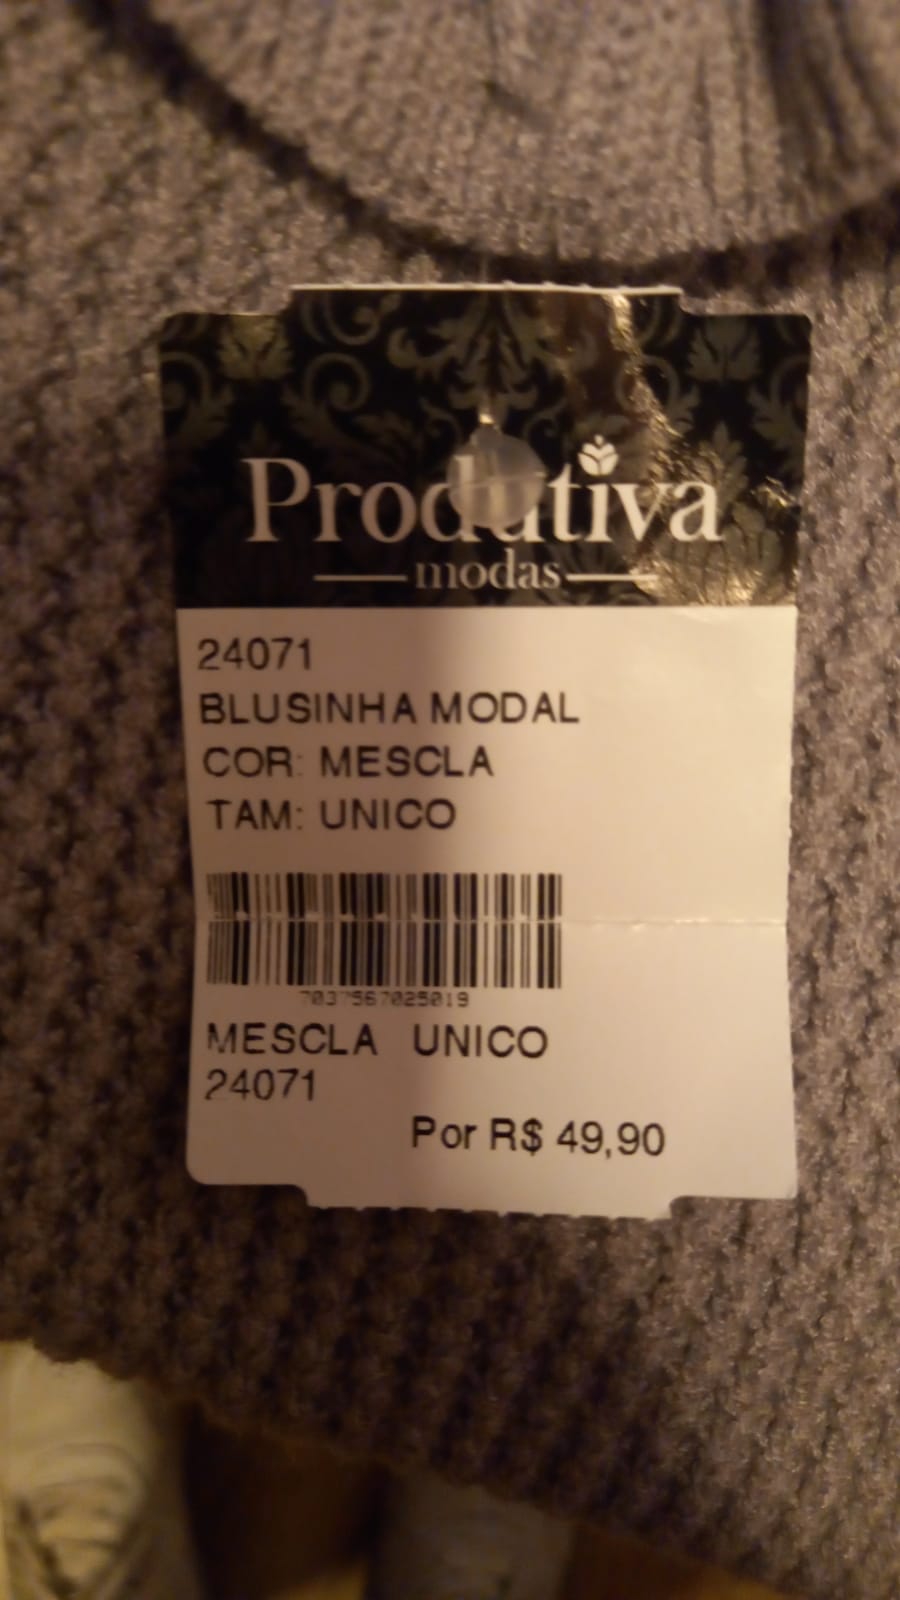 Produtiva
modas
24071
BLUSINHA MODAL
COR: MESCLA
TAM: UNICO
7037567025019
MESCLA UNICO
24071
Por R$ 49,90